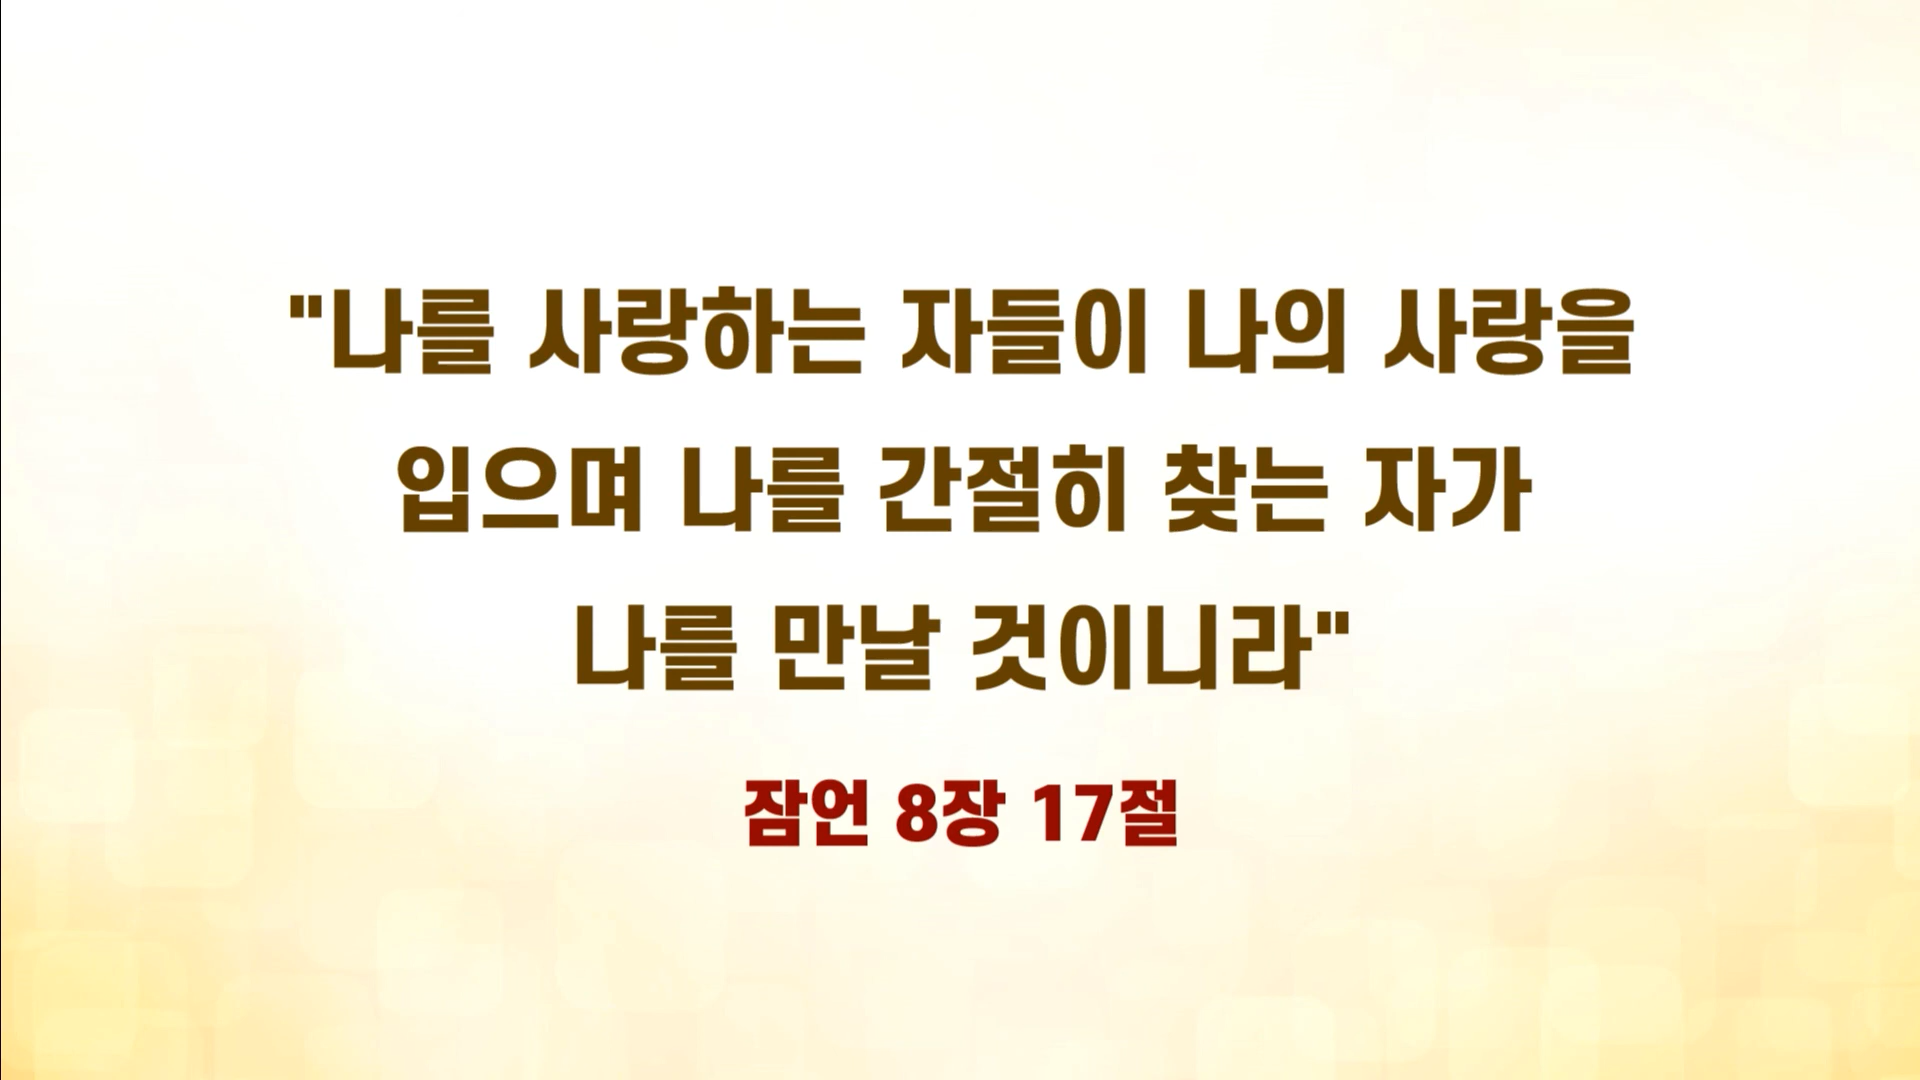 "나를 사랑하는 자들이 나의 사랑을
입으며 나를 간절히 찾는 자가
나를 만날 것이니라"
잠언 8장 17절